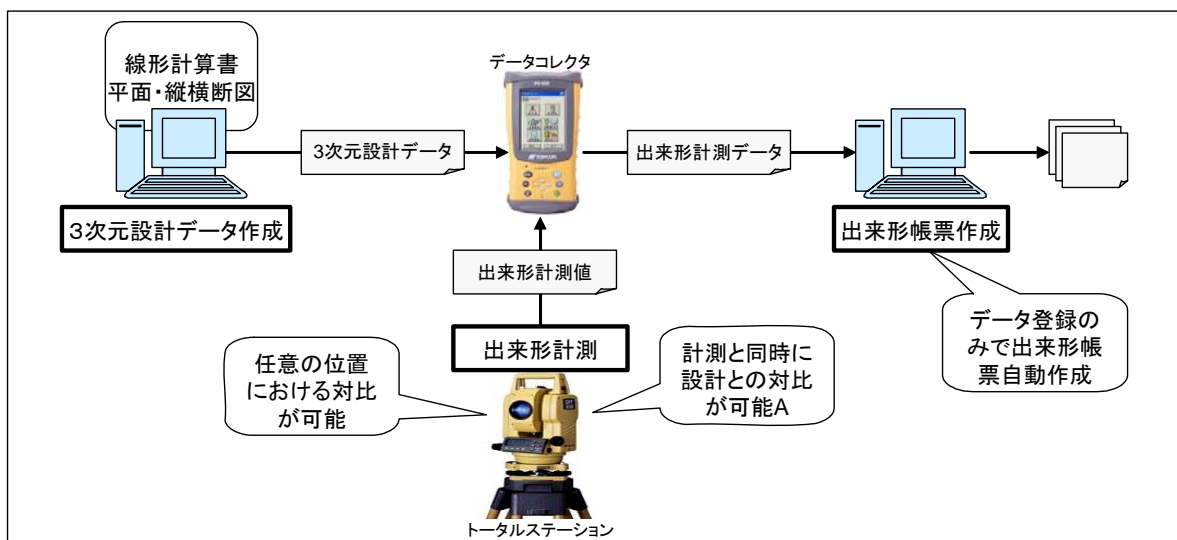 線形計算書
平面・縦横断図
3次元設計データ作成
3次元設計データ
データコレクタ
TOPCON
出来形計測データ
出来形帳票作成
データ登録の
みで出来形帳
票自動作成
出来形計測値
出来形計測
任意の位置
における対比
が可能
計測と同時に
設計との対比
が可能A
トータルステーション